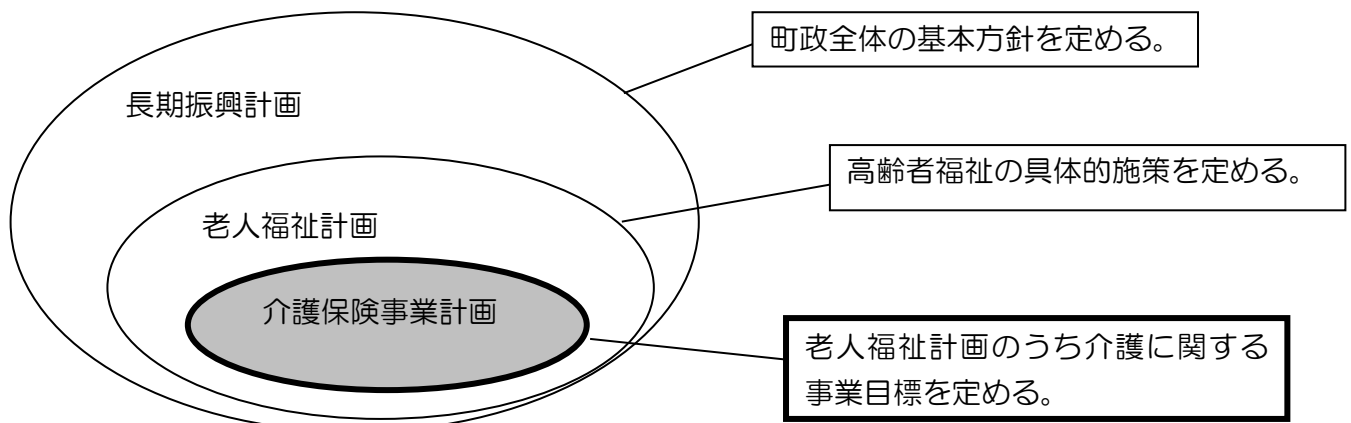 町政全体の基本方針を定める。
長期振興計画
高齢者福祉の具体的施策を定める。
老人福祉計画
介護保険事業計画
老人福祉計画のうち介護に関する
事業目標を定める。